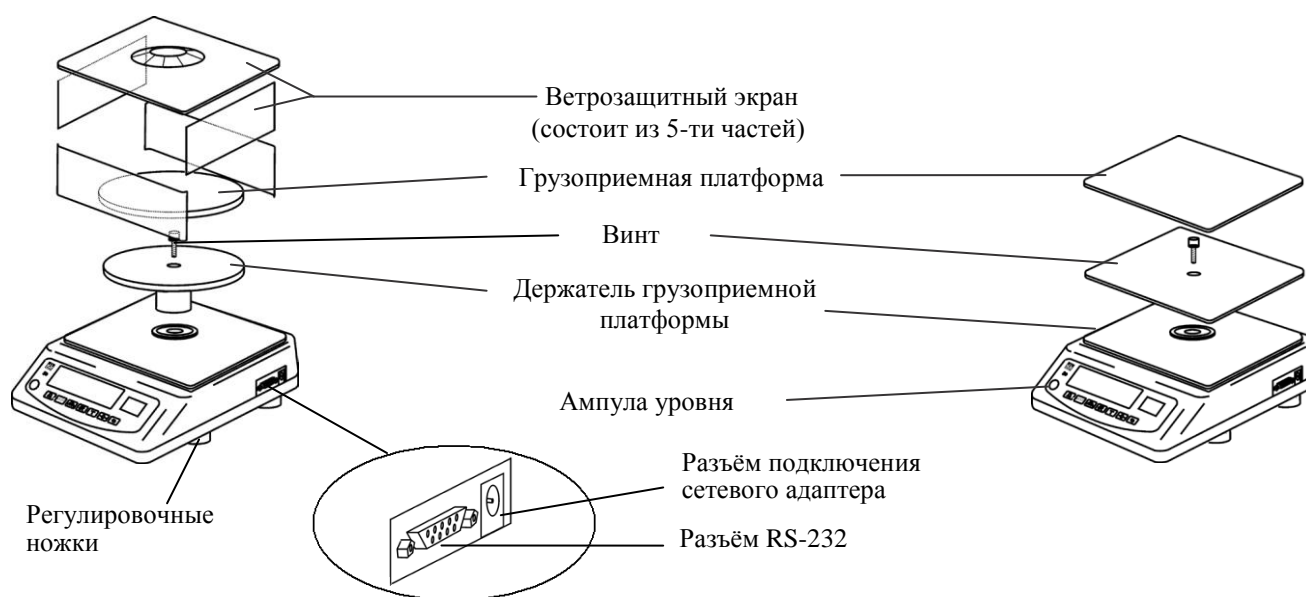 Ветрозащитный экран
(состоит из 5-ти частей)
Грузоприемная платформа
Винт
Держатель грузоприемной
платформы
Ампула уровня
Разъём подключения
сетевого адаптера
Регулировочные
ножки
Разъём RS-232